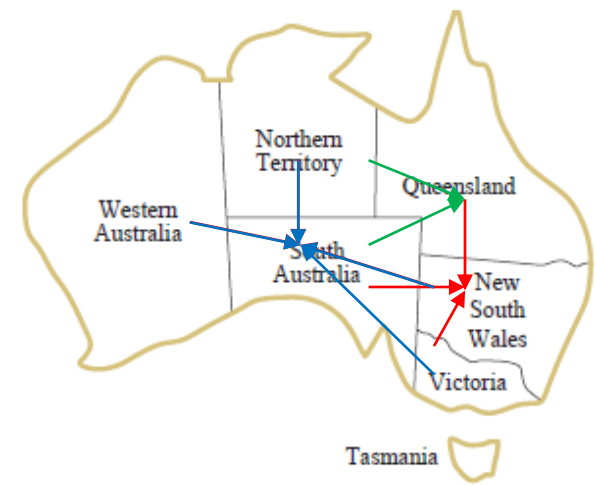 Northern
Territory
Queensland
Western
Australia
South
Australia
New
South
Wales
Victoria
Tasmania